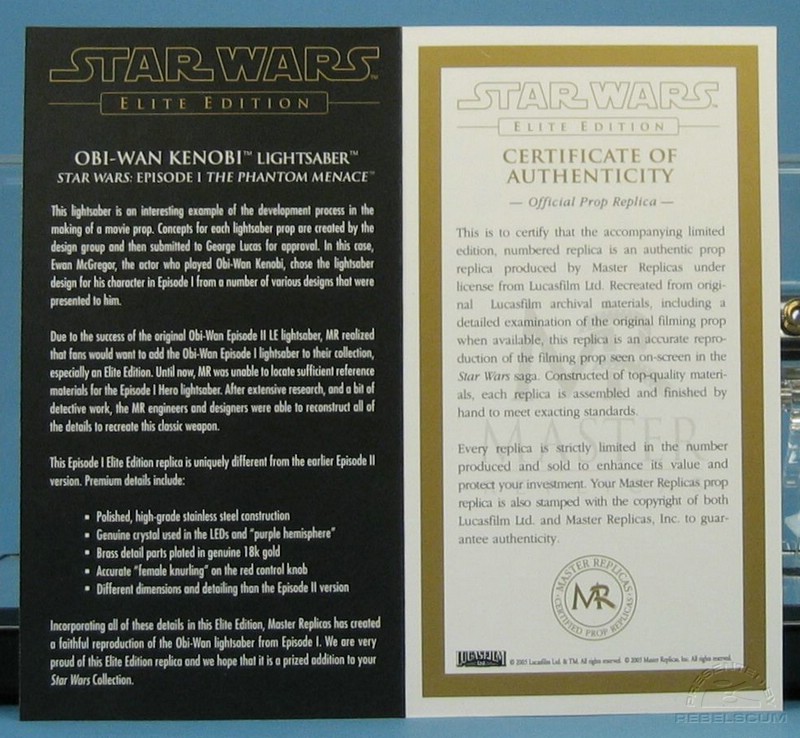 STAR WARS™
ELITE EDITION
OBI-WAN KENOBI™ LIGHTSABER™
STAR WARS: EPISODE I THE PHANTOM MENACE™
This lightsaber is an interesting example of the development process in the
making of a movie prop. Concepts for each lightsaber prop are created by the
design group and then submitted to George Lucas for approval. In this case,
Ewan McGregor, the actor who played Obi-Wan Kenobi, chose the lightsaber
design for his character in Episode I from a number of various designs that were
presented to him.
Due to the success of the original Obi-Wan Episode II LE lightsaber, MR realized
that fans would want to add the Obi-Wan Episode I lightsaber to their collection,
especially an Elite Edition. Until now, MR was unable to locate sufficient reference
materials for the Episode I Hero lightsaber. After extensive research, and a bit of
detective work, the MR engineers and designers were able to reconstruct all of
the details to recreate this classic weapon.
This Episode I Elite Edition replica is uniquely different from the earlier Episode II
version. Premium details include:
▪ Polished, high-grade stainless steel construction
▪ Genuine crystal used in the LEDs and "purple hemisphere"
▪ Brass detail parts plated in genuine 18k gold
▪ Accurate "female knurling" on the red control knob
▪ Different dimensions and detailing than the Episode II version
Incorporating all of these details in this Elite Edition, Master Replicas has created
a faithful reproduction of the Obi-Wan lightsaber from Episode I. We are very
proud of this Elite Edition replica and we hope that it is a prized addition to your
Star Wars Collection.
STAR WARS
ELITE EDITION
CERTIFICATE OF
AUTHENTICITY
— Official Prop Replica —
This is to certify that the accompanying limited
edition, numbered replica is an authentic prop
replica produced by Master Replicas under
license from Lucasfilm Ltd. Recreated from origi-
nal Lucasfilm archival materials, including a
detailed examination of the original filming prop
when available, this replica is an accurate repro-
duction of the filming prop seen on-screen in the
Star Wars saga. Constructed of top-quality materi-
als, each replica is assembled and finished by
hand to meet exacting standards.
MASTER
Every replica is strictly limited in the number
produced and sold to enhance its value and
protect your investment. Your Master Replicas prop
replica is also stamped with the copyright of both
Lucasfilm Ltd. and Master Replicas, Inc. to guar-
antee authenticity.
MASTER REPLICAS
MR
CERTIFIED PROP REPLICAS
LUCASFILM
Ltd.
© 2005 Lucasfilm Ltd. & TM. All rights reserved. © 2005 Master Replicas, Inc. All rights reserved.
PRESENTED BY
REBELSCUM